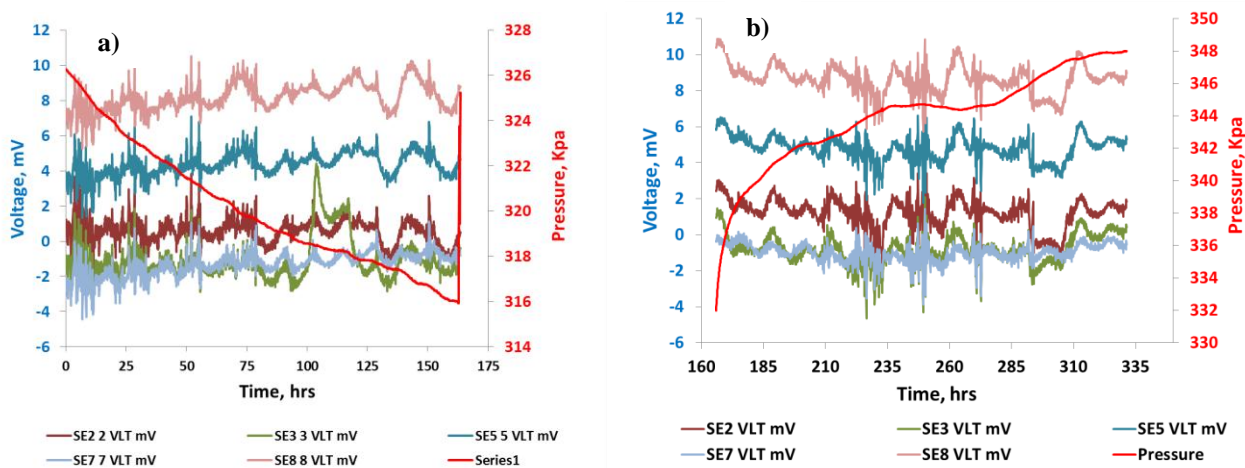 a)
12
10
8
6
4
2
0
-2
-4
-6
Voltage, mV
328
326
324
322
320
318
316
314
Pressure, Kpa
0 25 50 75 100 125 150 175
Time, hrs
SE2 2 VLT mV SE3 3 VLT mV SE5 5 VLT mV
SE7 7 VLT mV SE8 8 VLT mV Series1
b)
12
10
8
6
4
2
0
-2
-4
-6
Voltage, mV
350
348
346
344
342
340
338
336
334
332
330
Pressure, Kpa
160 185 210 235 260 285 310 335
Time, hrs
SE2 VLT mV SE3 VLT mV SE5 VLT mV
SE7 VLT mV SE8 VLT mV Pressure